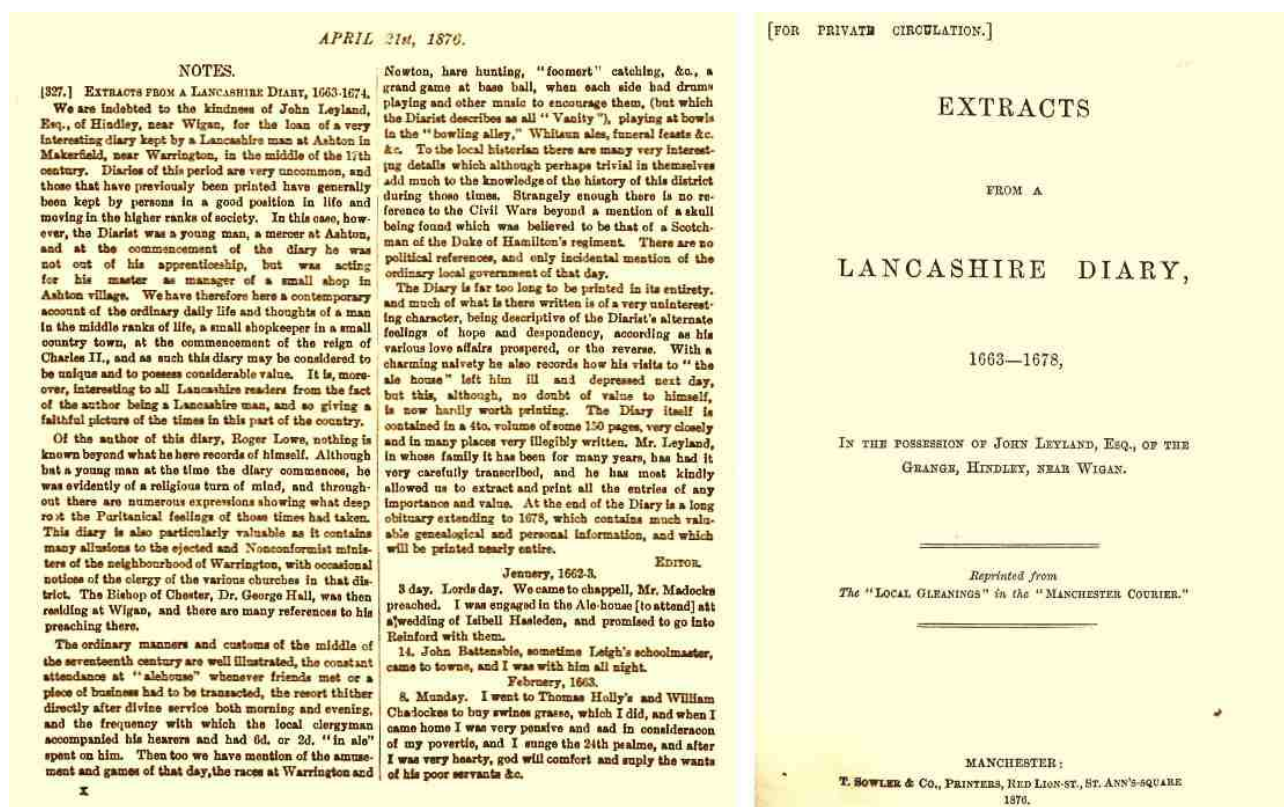 APRIL 21st, 1876.
NOTES.
[327.] EXTRACTS FROM A LANCASHIRE DIARY, 1663-1674.
We are indebted to the kindness of John Leyland,
Esq., of Hindley, near Wigan, for the loan of a very
interesting diary kept by a Lancashire man at Ashton in
Makerfield, near Warrington, in the middle of the 17th
century. Diaries of this period are very uncommon, and
those that have previously been printed have generally
been kept by persons in a good position in life and
moving in the higher ranks of society. In this case, how-
ever, the Diarist was a young man, a mercer at Ashton,
and at the commencement of the diary he was
not out of his apprenticeship, but was acting
for his master as manager of a small shop in
Ashton village. We have therefore here a contemporary
account of the ordinary daily life and thoughts of a man
in the middle ranks of life, a small shopkeeper in a small
country town, at the commencement of the reign of
Charles II., and as such this diary may be considered to
be unique and to possess considerable value. It is, more-
over, interesting to all Lancashire readers from the fact
of the author being a Lancashire man, and so giving a
faithful picture of the times in this part of the country.
Of the author of this diary, Roger Lowe, nothing is
known beyond what he here records of himself. Although
but a young man at the time the diary commences, he
was evidently of a religious turn of mind, and through-
out there are numerous expressions showing what deep
root the Puritanical feelings of those times had taken.
This diary is also particularly valuable as it contains
many allusions to the ejected and Nonconformist minis-
ters of the neighbourhood of Warrington, with occasional
notices of the clergy of the various churches in that dis-
trict. The Bishop of Chester, Dr. George Hall, was then
residing at Wigan, and there are many references to his
preaching there.
The ordinary manners and customs of the middle of
the seventeenth century are well illustrated, the constant
attendance at "alehouse" whenever friends met or a
piece of business had to be transacted, the resort thither
directly after divine service both morning and evening,
and the frequency with which the local clergyman
accompanied his hearers and had 6d. or 2d. "in ale"
spent on him. Then too we have mention of the amuse-
ment and games of that day, the races at Warrington and
X
Nowton, hare hunting, "foomert" catching, &c., a
grand game at base ball, when each side had drums
playing and other music to encourage them, (but which
the Diarist describes as all "Vanity"), playing at bowls
in the "bowling alley," Whitsun ales, funeral feasts &c.
&c. To the local historian there are many very interest-
ing details which although perhaps trivial in themselves
add much to the knowledge of the history of this district
during those times. Strangely enough there is no re-
ference to the Civil Wars beyond a mention of a skull
being found which was believed to be that of a Scotch-
man of the Duke of Hamilton's regiment. There are no
political references, and only incidental mention of the
ordinary local government of that day.
The Diary is far too long to be printed in its entirety,
and much of what is there written is of a very uninterest-
ing character, being descriptive of the Diarist's alternate
feelings of hope and despondency, according as his
various love affairs prospered, or the reverse. With a
charming naivety he also records how his visits to "the
ale house" left him ill and depressed next day,
but this, although, no doubt of value to himself,
is now hardly worth printing. The Diary itself is
contained in a 4to. volume of some 150 pages, very closely
and in many places very illegibly written. Mr. Leyland,
in whose family it has been for many years, has had it
very carefully transcribed, and he has most kindly
allowed us to extract and print all the entries of any
importance and value. At the end of the Diary is a long
obituary extending to 1678, which contains much valu-
able genealogical and personal information, and which
will be printed nearly entire.
EDITOR.
Jennery, 1662-3.
3 day. Lords day. We came to chappell, Mr. Madocke
preached. I was engaged in the Ale-house [to attend] att
a wedding of Isibell Hasleden, and promised to go into
Reinford with them.
14. John Battensbie, sometime Leigh's schoolmaster,
came to towne, and I was with him all night.
Februery, 1663.
8. Munday. I went to Thomas Holly's and William
Chadockes to buy swines grasse, which I did, and when I
came home I was very pensive and sad in consideracon
of my povertie, and I sunge the 24th psalme, and after
I was very hearty, god will comfort and suply the wants
of his poor servants &c.
[FOR PRIVATE CIRCULATION.]
EXTRACTS
FROM A
LANCASHIRE DIARY,
1663—1678,
IN THE POSSESSION OF JOHN LEYLAND, ESQ., OF THE
GRANGE, HINDLEY, NEAR WIGAN.
Reprinted from
The "LOCAL GLEANINGS" in the "MANCHESTER COURIER."
MANCHESTER:
T. SOWLER & CO., PRINTERS, RED LION-ST., ST. ANN'S-SQUARE
1876.